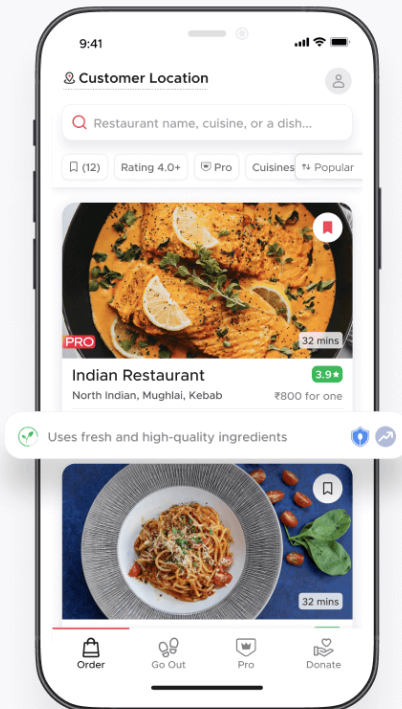 9:41
Customer Location
Restaurant name, cuisine, or a dish...
(12) Rating 4.0+ Pro Cuisines Popular
PRO
32 mins
Indian Restaurant 3.9★
North Indian, Mughlai, Kebab ₹800 for one
Uses fresh and high-quality ingredients
32 mins
Order Go Out Pro Donate